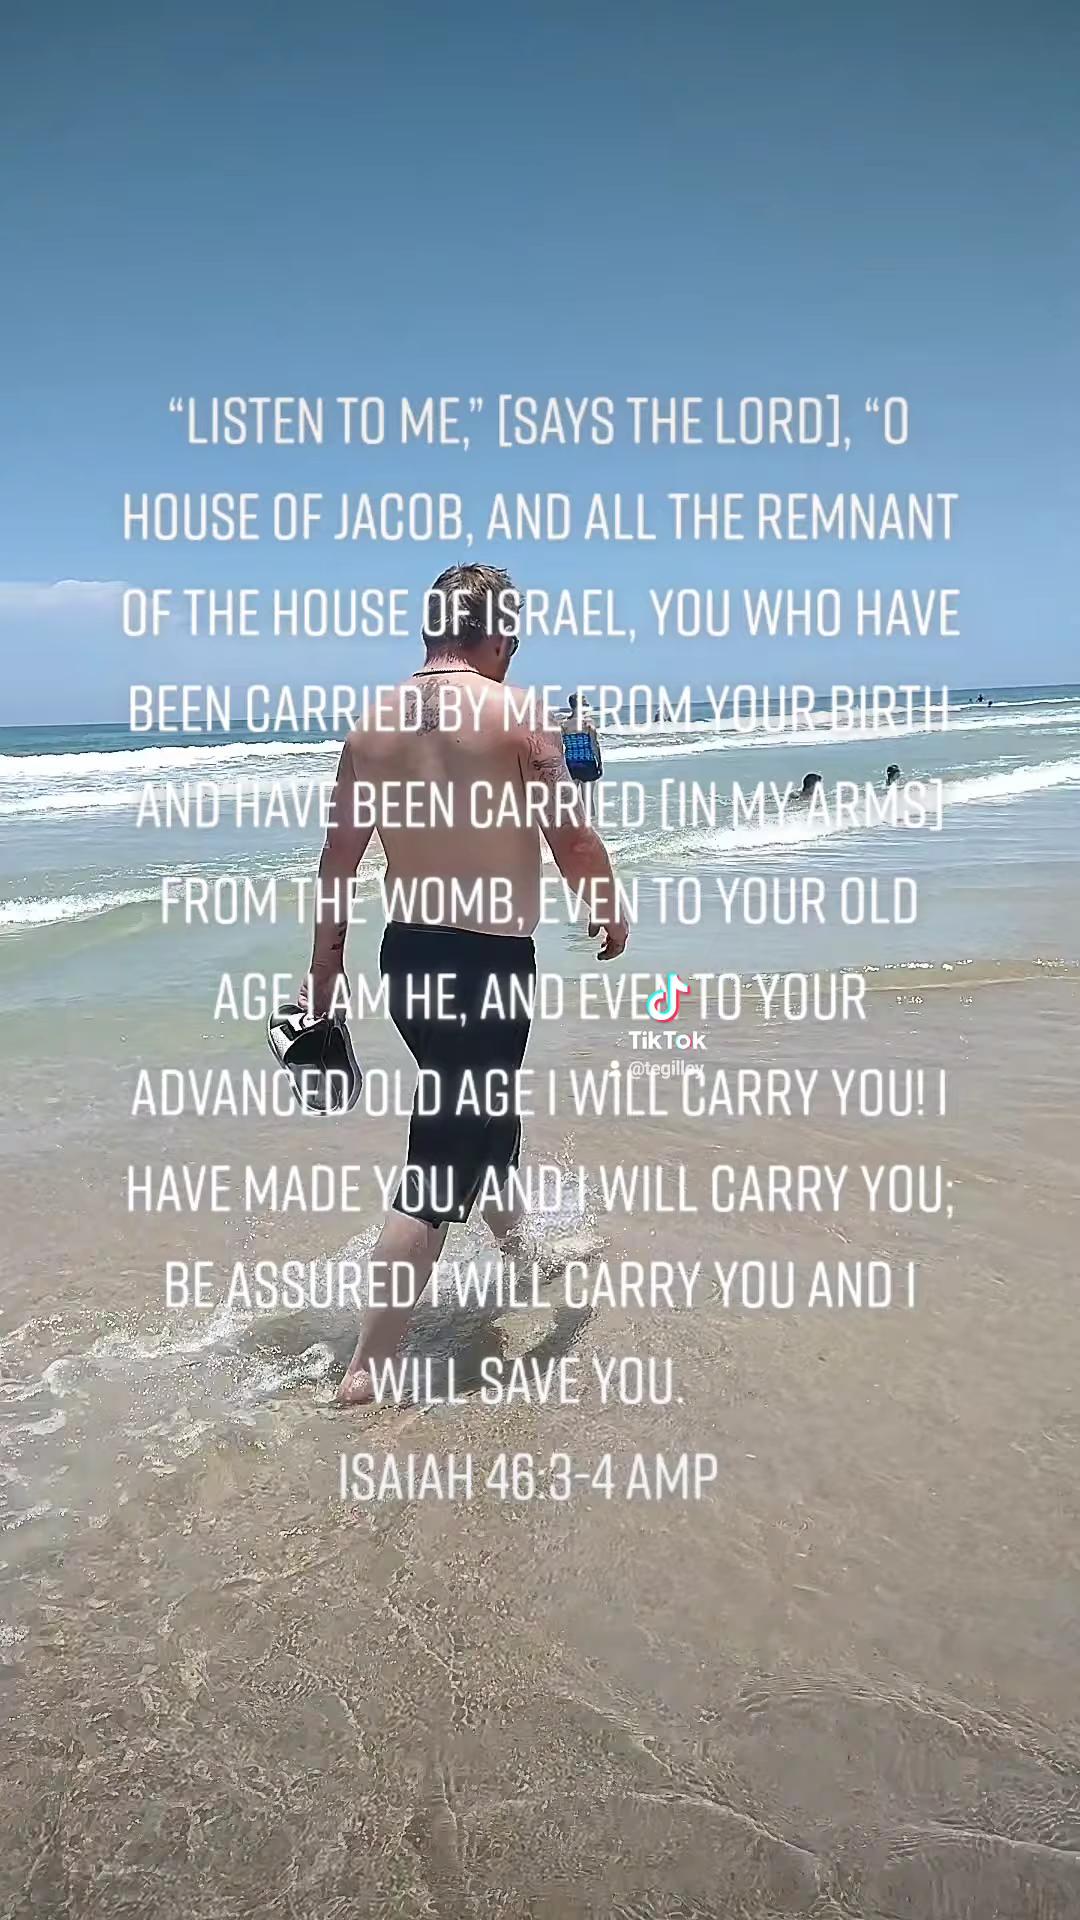 “LISTEN TO ME,” [SAYS THE LORD], “O
HOUSE OF JACOB, AND ALL THE REMNANT
OF THE HOUSE OF ISRAEL, YOU WHO HAVE
BEEN CARRIED BY ME FROM YOUR BIRTH
AND HAVE BEEN CARRIED [IN MY ARMS]
FROM THE WOMB, EVEN TO YOUR OLD
AGE I AM HE, AND EVEN TO YOUR
ADVANCED OLD AGE I WILL CARRY YOU! I
HAVE MADE YOU, AND I WILL CARRY YOU;
BE ASSURED I WILL CARRY YOU AND I
WILL SAVE YOU.
ISAIAH 46:3-4 AMP
TikTok
@tegilley